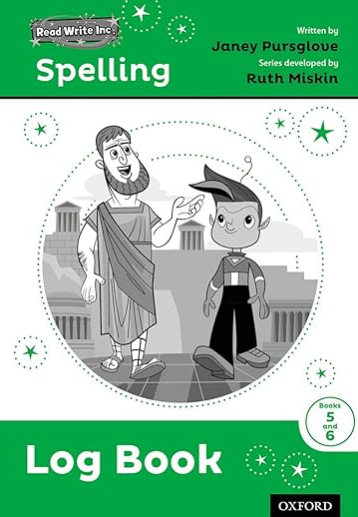 Read Write Inc.
Spelling
Written by
Janey Pursglove
Series developed by
Ruth Miskin
Books
5
and
6
Log Book
OXFORD